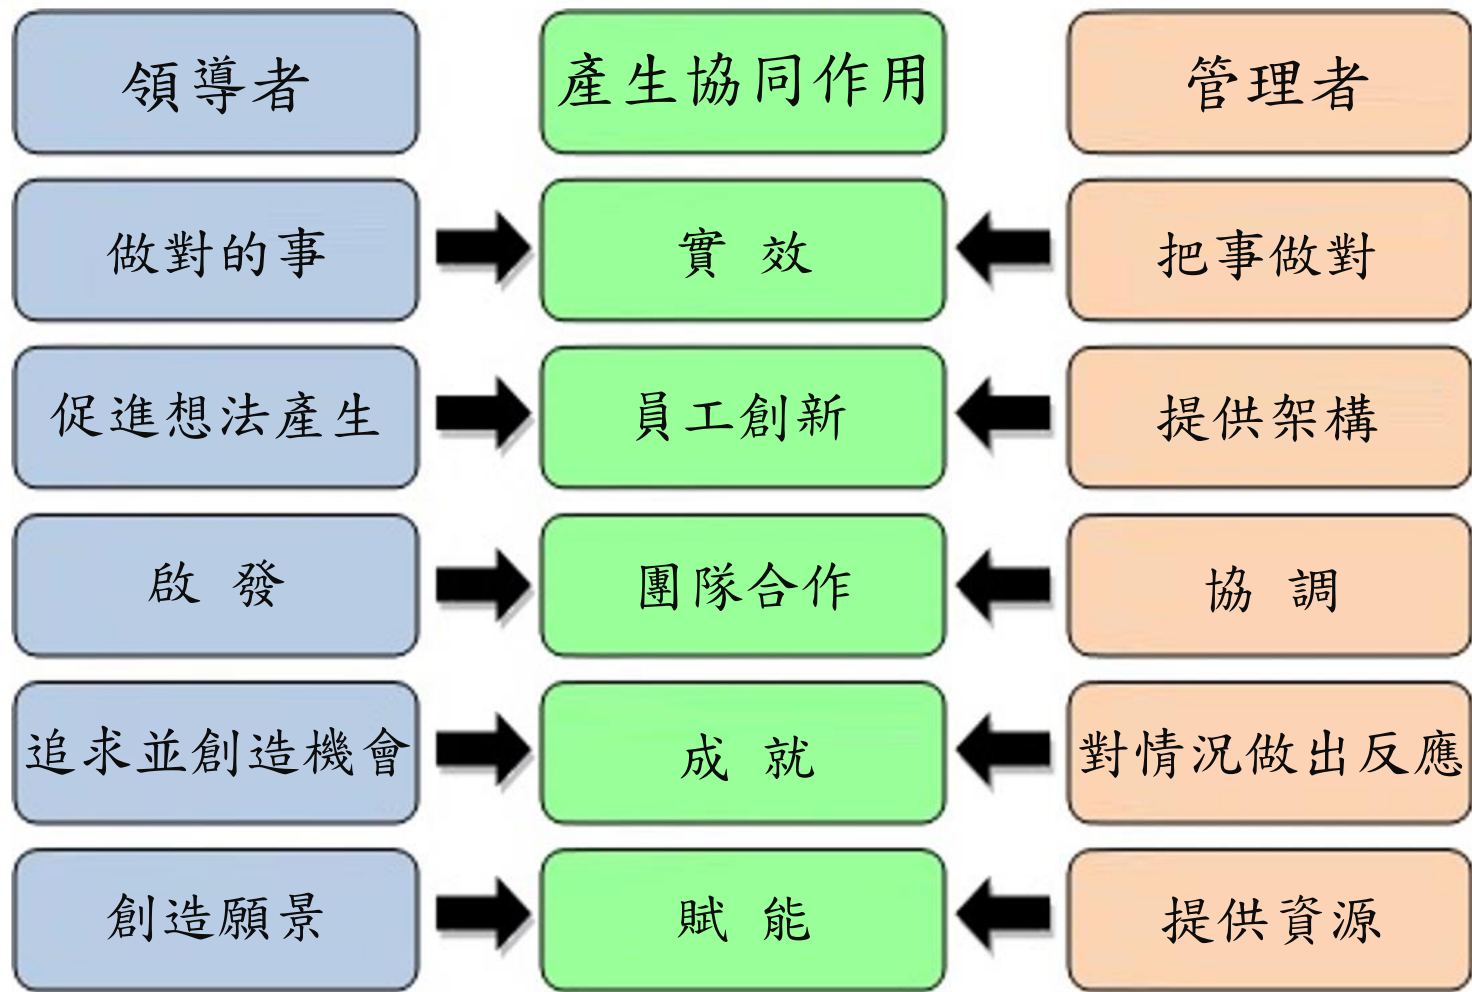 領導者
產生協同作用
管理者
做對的事
實 效
把事做對
促進想法產生
員工創新
提供架構
啟 發
團隊合作
協 調
追求並創造機會
成 就
對情況做出反應
創造願景
賦 能
提供資源